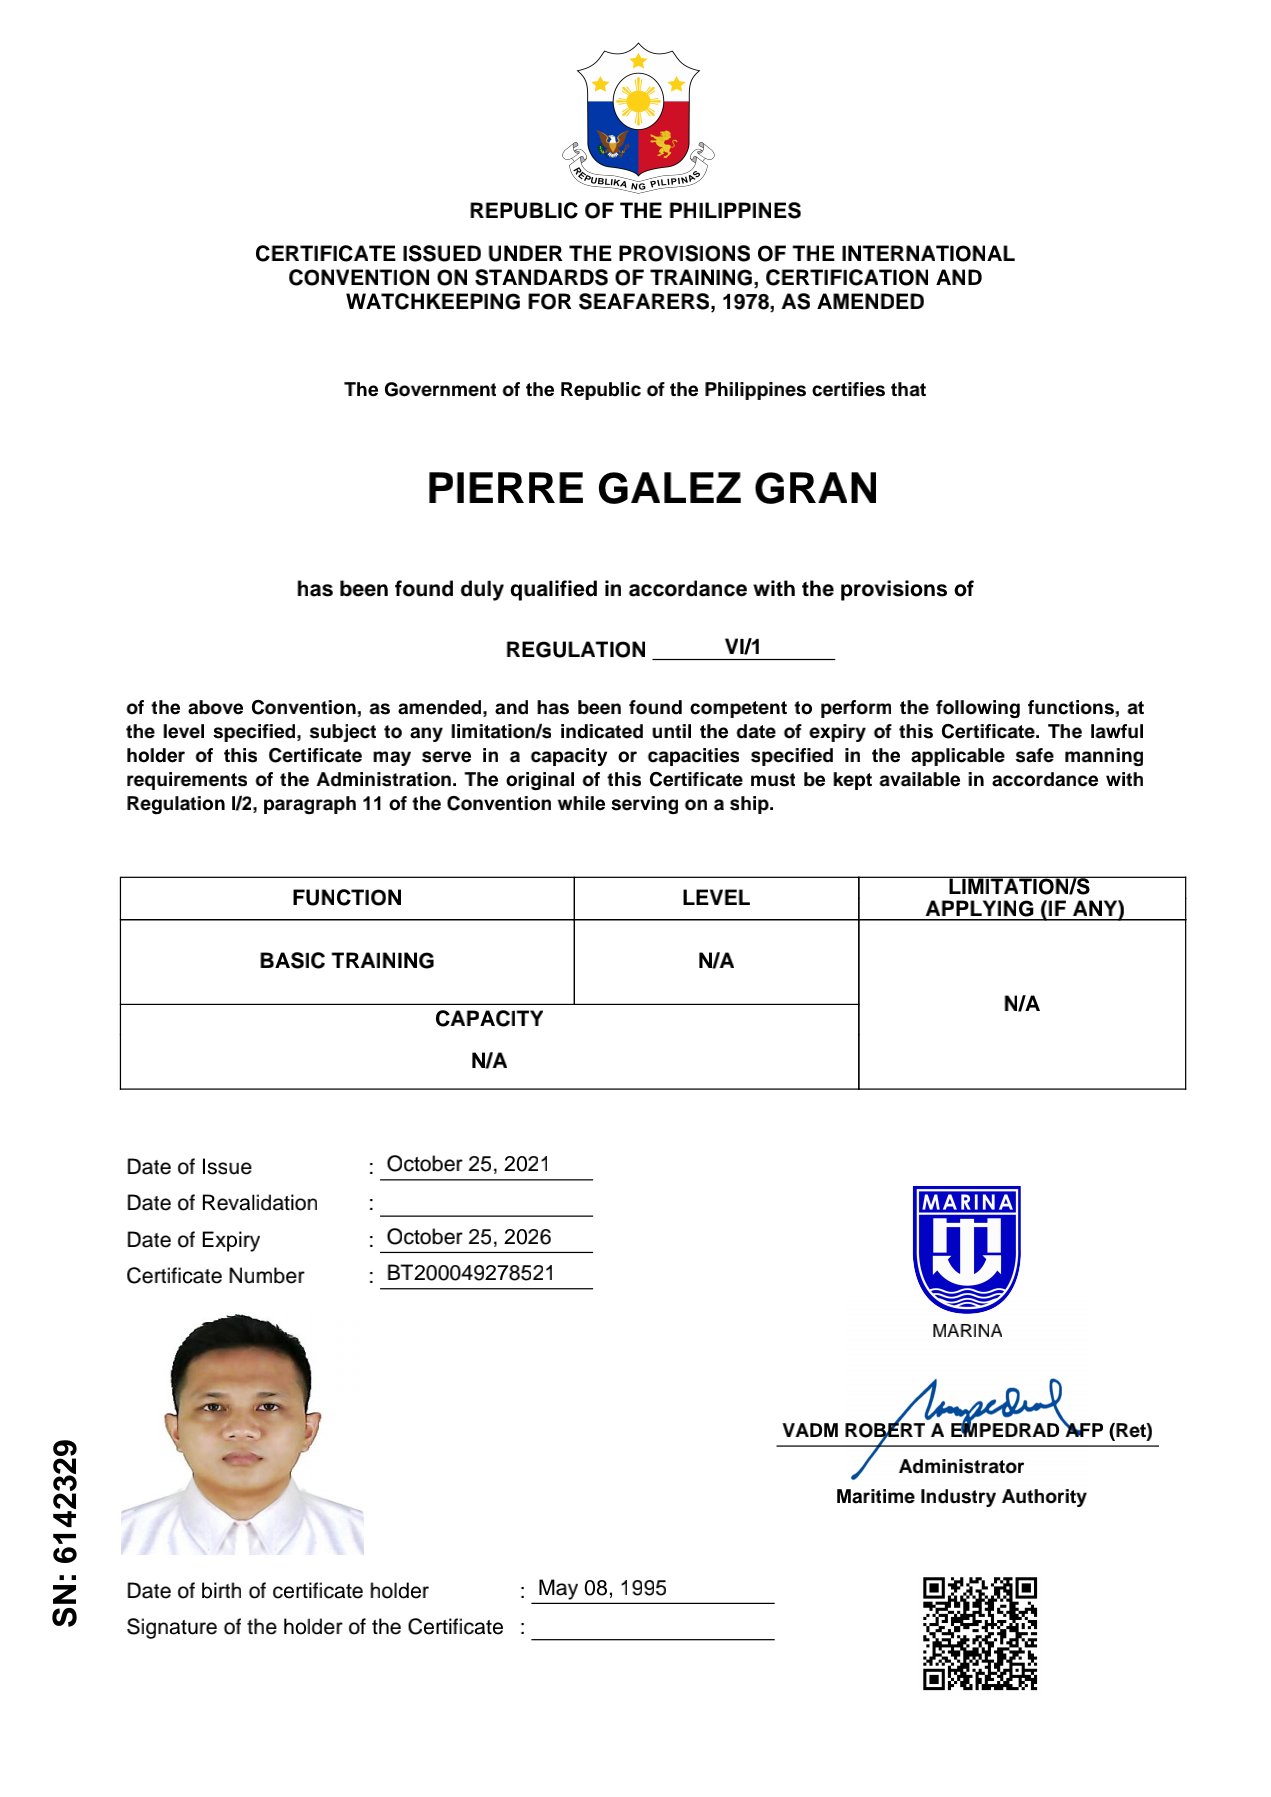 REPUBLIKA NG PILIPINAS
REPUBLIC OF THE PHILIPPINES
CERTIFICATE ISSUED UNDER THE PROVISIONS OF THE INTERNATIONAL
CONVENTION ON STANDARDS OF TRAINING, CERTIFICATION AND
WATCHKEEPING FOR SEAFARERS, 1978, AS AMENDED
The Government of the Republic of the Philippines certifies that
PIERRE GALEZ GRAN
has been found duly qualified in accordance with the provisions of
REGULATION VI/1
of the above Convention, as amended, and has been found competent to perform the following functions, at
the level specified, subject to any limitation/s indicated until the date of expiry of this Certificate. The lawful
holder of this Certificate may serve in a capacity or capacities specified in the applicable safe manning
requirements of the Administration. The original of this Certificate must be kept available in accordance with
Regulation I/2, paragraph 11 of the Convention while serving on a ship.
FUNCTION LEVEL LIMITATION/S
APPLYING (IF ANY)
BASIC TRAINING N/A
N/A
CAPACITY
N/A
Date of Issue : October 25, 2021
Date of Revalidation :
Date of Expiry : October 25, 2026
Certificate Number : BT200049278521
MARINA
MARINA
VADM ROBERT A EMPEDRAD AFP (Ret)
Administrator
Maritime Industry Authority
SN: 6142329
Date of birth of certificate holder : May 08, 1995
Signature of the holder of the Certificate :